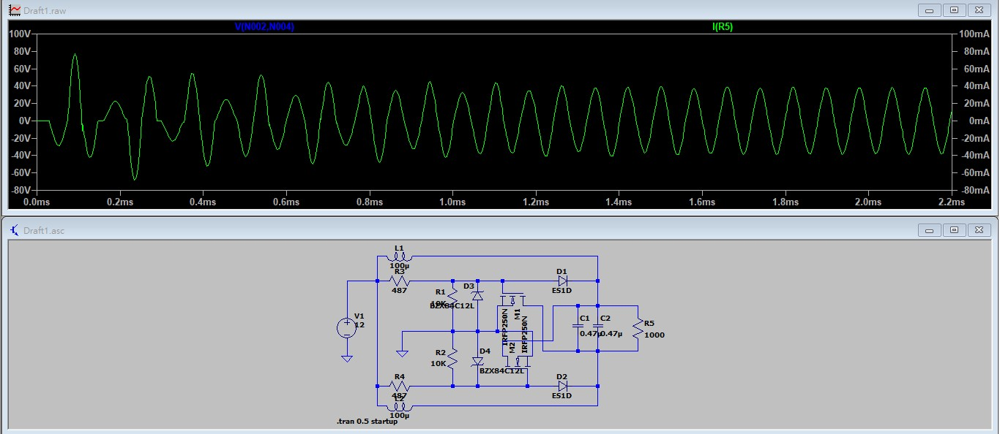 Draft1.raw
V(N002,N004) I(R5)
100V 100mA
80V 80mA
60V 60mA
40V 40mA
20V 20mA
0V 0mA
-20V -20mA
-40V -40mA
-60V -60mA
-80V -80mA
0.0ms 0.2ms 0.4ms 0.6ms 0.8ms 1.0ms 1.2ms 1.4ms 1.6ms 1.8ms 2.0ms 2.2ms
Draft1.asc
L1
100µ
R3
487
D1
ES1D
R1
10K
D3
BZX84C12L
M1
IRFP250N
V1
12
C1
0.47µ
C2
0.47µ
R5
1000
R2
10K
D4
BZX84C12L
M2
IRFP250N
R4
487
D2
ES1D
L2
100µ
.tran 0.5 startup